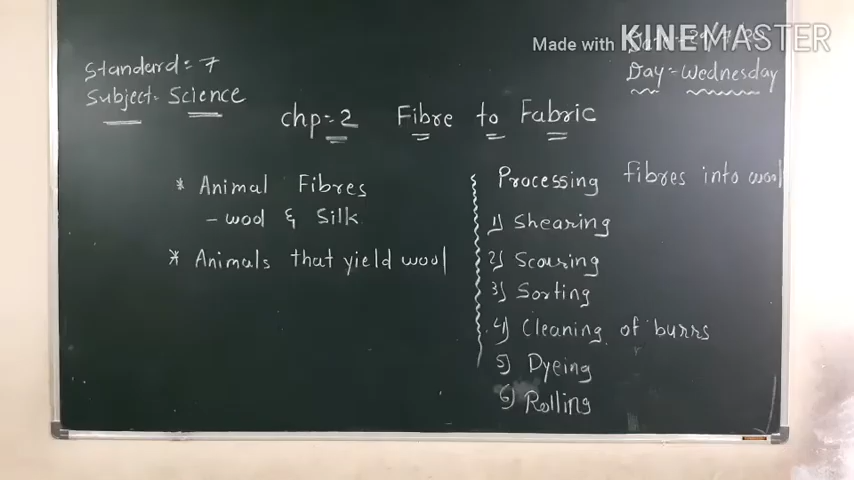 Made with KINEMASTER
Standard = 7
Day = Wednesday
Subject = Science
chp = 2 Fibre to Fabric
* Animal Fibres
- wool & Silk
* Animals that yield wool
Processing fibres into wool
1) Shearing
2) Scouring
3) Sorting
4) Cleaning of burrs
5) Dyeing
6) Rolling